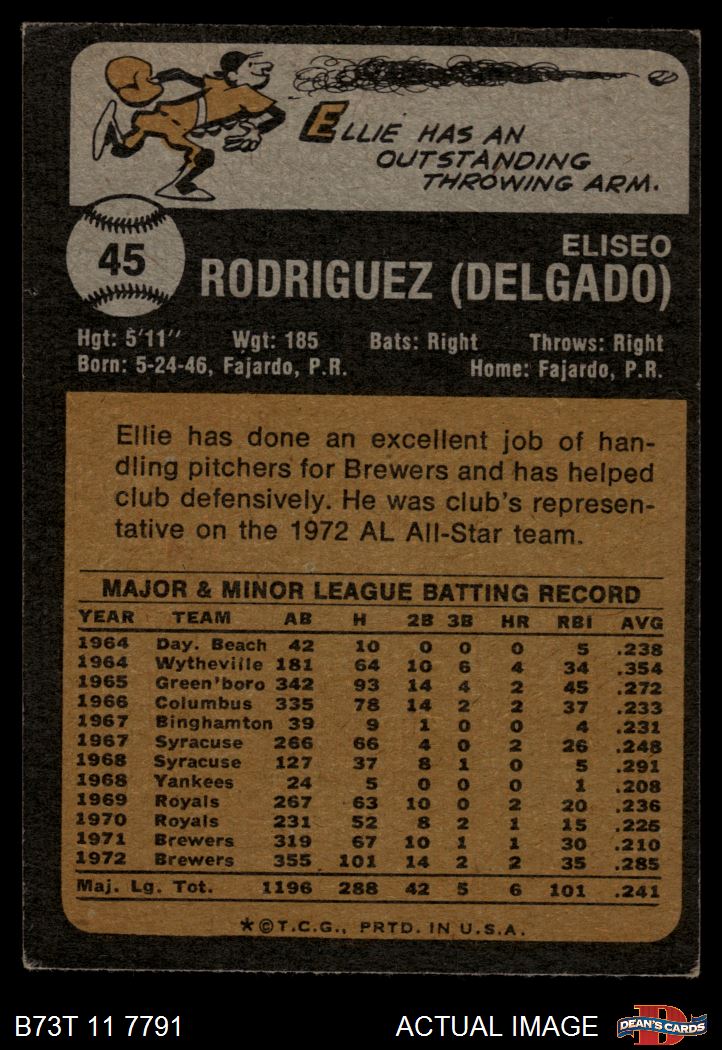 ELLIE HAS AN
OUTSTANDING
THROWING ARM.
45
ELISEO
RODRIGUEZ (DELGADO)
Hgt: 5'11" Wgt: 185 Bats: Right Throws: Right
Born: 5-24-46, Fajardo, P.R. Home: Fajardo, P.R.
Ellie has done an excellent job of han-
dling pitchers for Brewers and has helped
club defensively. He was club's represen-
tative on the 1972 AL All-Star team.
MAJOR & MINOR LEAGUE BATTING RECORD
YEAR TEAM AB H 2B 3B HR RBI AVG
1964 Day. Beach 42 10 0 0 0 5 .238
1964 Wytheville 181 64 10 6 4 34 .354
1965 Green'boro 342 93 14 4 2 45 .272
1966 Columbus 335 78 14 2 2 37 .233
1967 Binghamton 39 9 1 0 0 4 .231
1967 Syracuse 266 66 4 0 2 26 .248
1968 Syracuse 127 37 8 1 0 5 .291
1968 Yankees 24 5 0 0 0 1 .208
1969 Royals 267 63 10 0 2 20 .236
1970 Royals 231 52 8 2 1 15 .225
1971 Brewers 319 67 10 1 1 30 .210
1972 Brewers 355 101 14 2 2 35 .285
Maj. Lg. Tot. 1196 288 42 5 6 101 .241
*©T.C.G., PRTD. IN U.S.A.
B73T 11 7791 ACTUAL IMAGE D DEAN'S CARDS